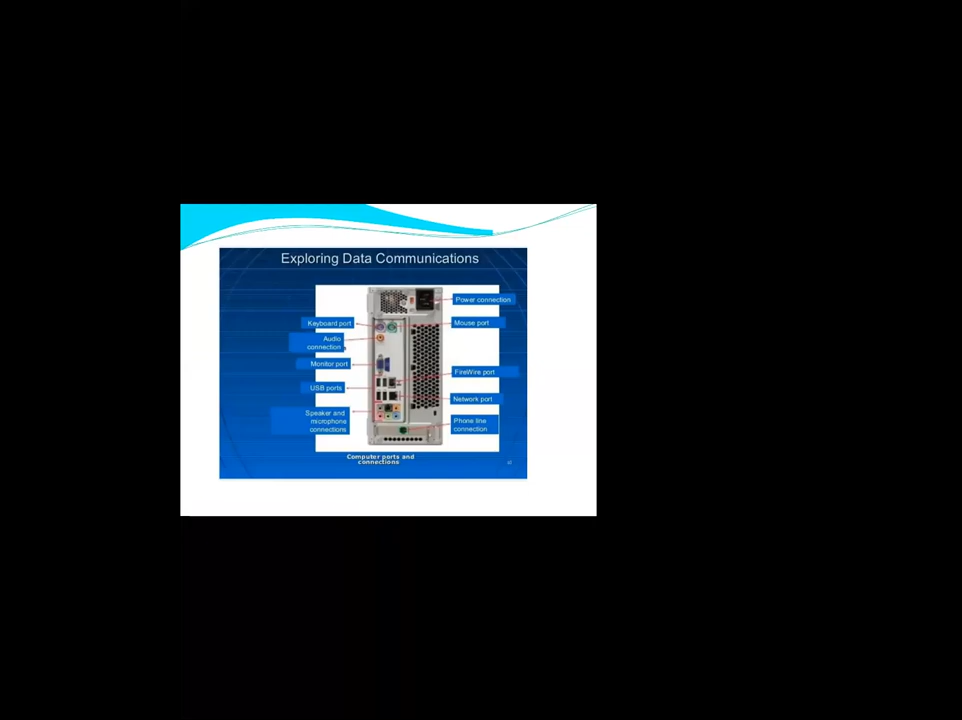 Exploring Data Communications
Power connection
Keyboard port
Mouse port
Audio
connection
Monitor port
FireWire port
USB ports
Network port
Speaker and
microphone
connections
Phone line
connection
Computer ports and
connections